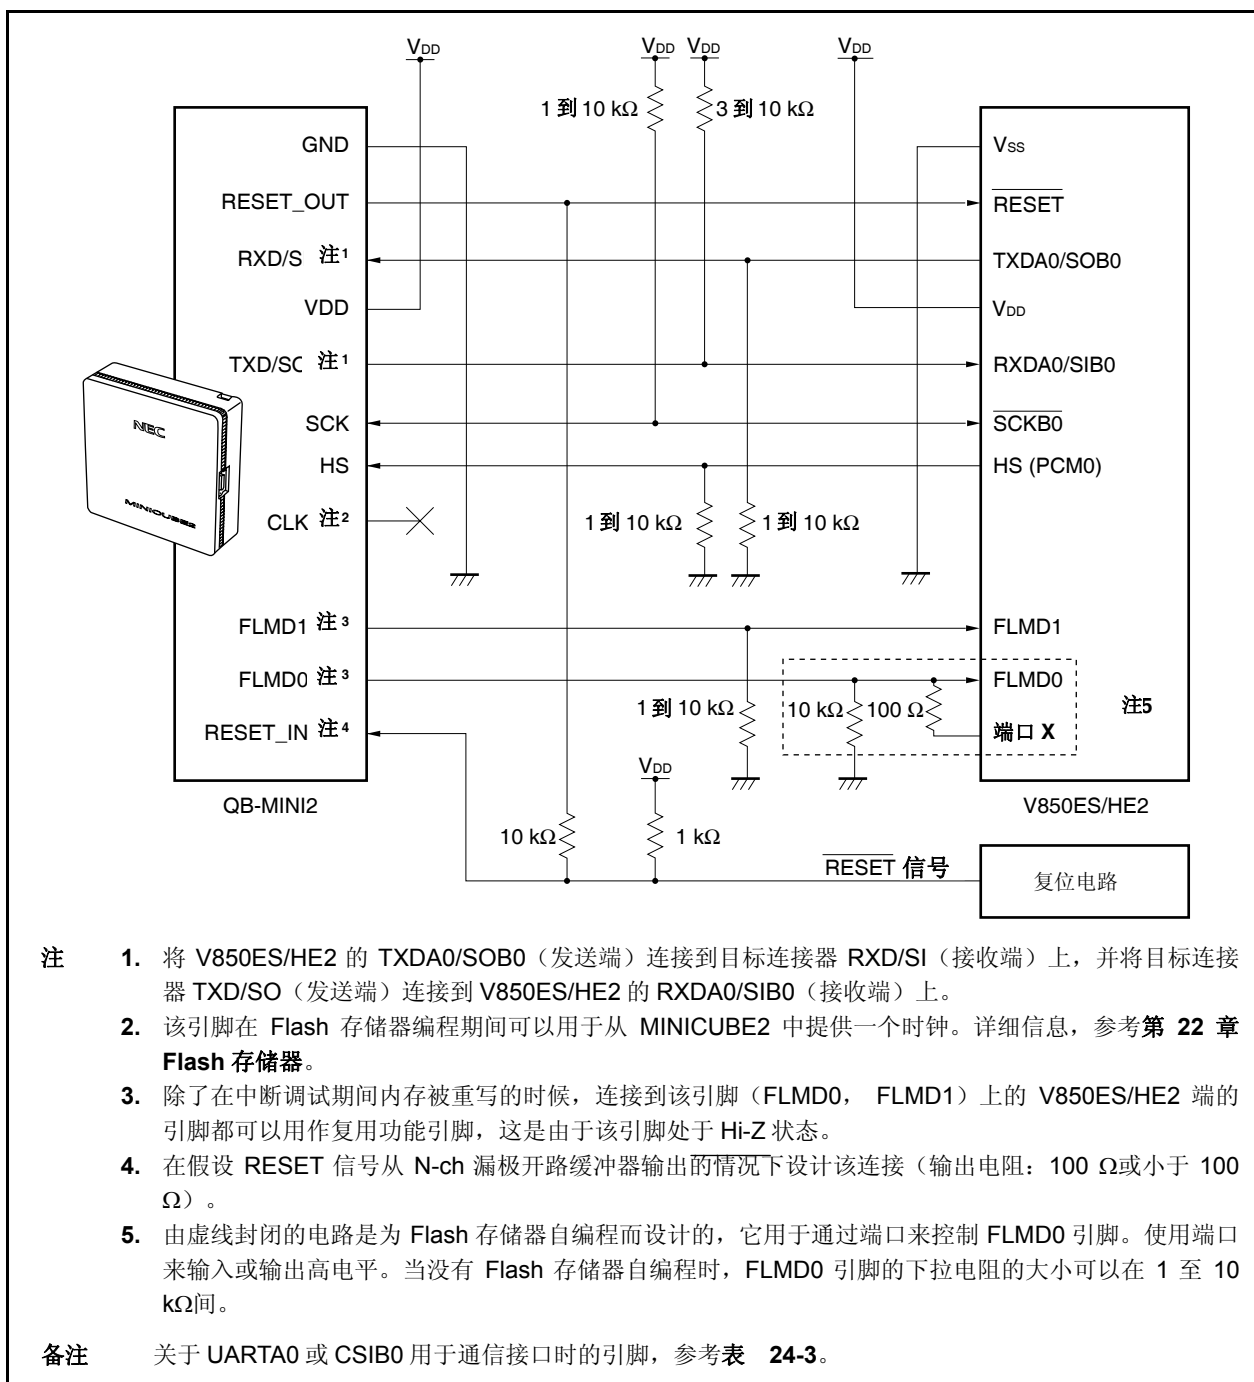 VDD VDD VDD VDD
1 到 10 kΩ 3 到 10 kΩ
GND VSS
RESET_OUT RESET
RXD/S 注1 TXDA0/SOB0
VDD VDD
TXD/SC 注1 RXDA0/SIB0
SCK SCKB0
NEC
HS HS (PCM0)
MINICUBE2
CLK 注2 1 到 10 kΩ 1 到 10 kΩ
FLMD1 注3 FLMD1
FLMD0 注3 FLMD0
1 到 10 kΩ 10 kΩ 100 Ω 注5
RESET_IN 注4 端口 X
VDD
QB-MINI2 V850ES/HE2
10 kΩ 1 kΩ
RESET 信号 复位电路
注 1. 将 V850ES/HE2 的 TXDA0/SOB0（发送端）连接到目标连接器 RXD/SI（接收端）上，并将目标连接
器 TXD/SO（发送端）连接到 V850ES/HE2 的 RXDA0/SIB0（接收端）上。
2. 该引脚在 Flash 存储器编程期间可以用于从 MINICUBE2 中提供一个时钟。详细信息，参考第 22 章
Flash 存储器。
3. 除了在中断调试期间内存被重写的时候，连接到该引脚（FLMD0， FLMD1）上的 V850ES/HE2 端的
引脚都可以用作复用功能引脚，这是由于该引脚处于 Hi-Z 状态。
4. 在假设 RESET 信号从 N-ch 漏极开路缓冲器输出的情况下设计该连接（输出电阻：100 Ω或小于 100
Ω）。
5. 由虚线封闭的电路是为 Flash 存储器自编程而设计的，它用于通过端口来控制 FLMD0 引脚。使用端口
来输入或输出高电平。当没有 Flash 存储器自编程时，FLMD0 引脚的下拉电阻的大小可以在 1 至 10
kΩ间。
备注 关于 UARTA0 或 CSIB0 用于通信接口时的引脚，参考表 24-3。